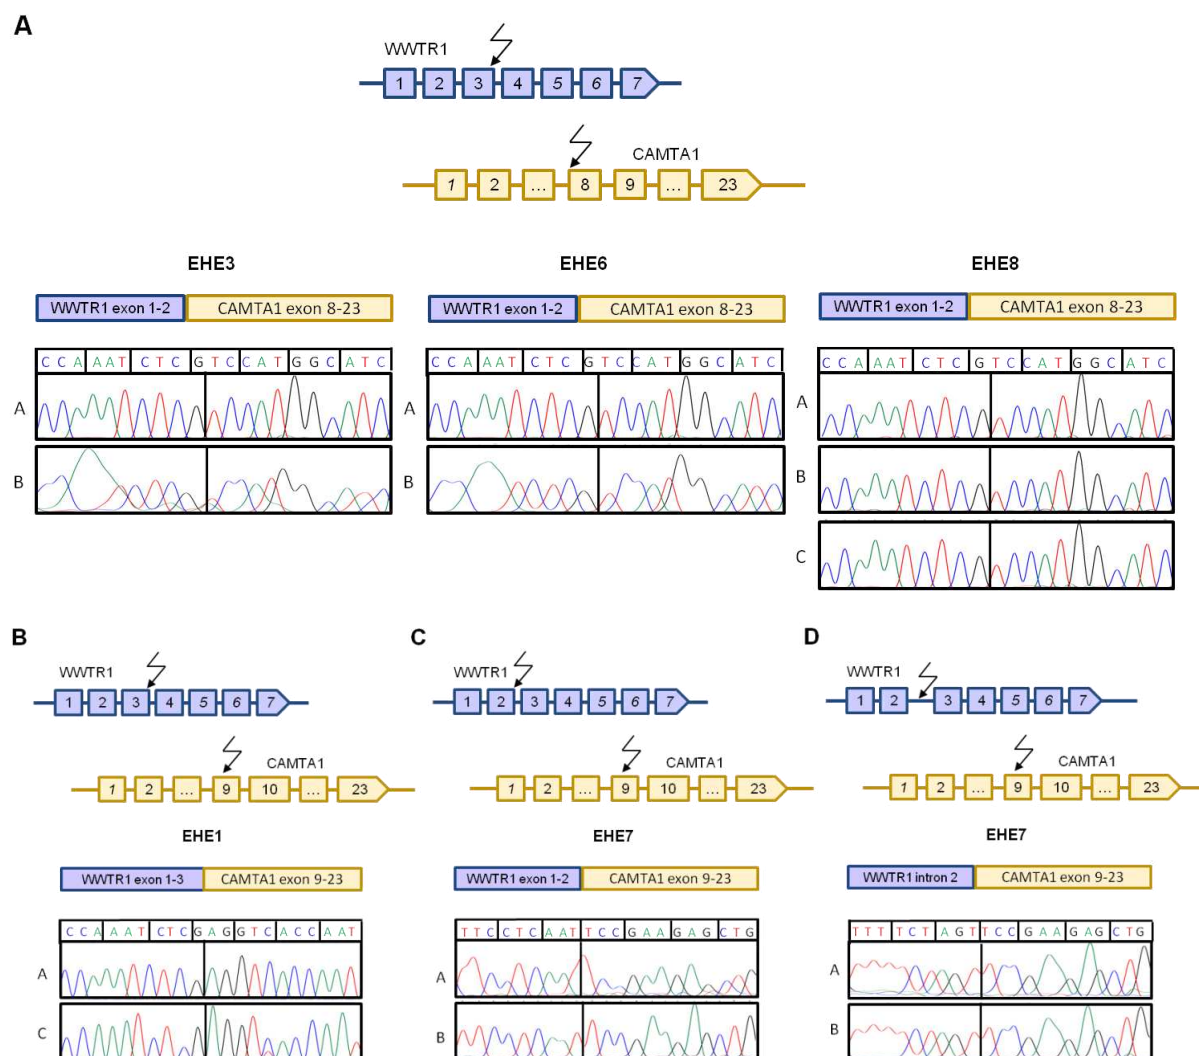 A
WWTR1
1 2 3 4 5 6 7
CAMTA1
1 2 ... 8 9 ... 23
EHE3 EHE6 EHE8
WWTR1 exon 1-2 CAMTA1 exon 8-23 WWTR1 exon 1-2 CAMTA1 exon 8-23 WWTR1 exon 1-2 CAMTA1 exon 8-23
C C A A A T C T C G T C C A T G G C A T C C C A A A T C T C G T C C A T G G C A T C C C A A A T C T C G T C C A T G G C A T C
A A A
B B B
C
B C D
WWTR1 WWTR1 WWTR1
1 2 3 4 5 6 7 1 2 3 4 5 6 7 1 2 3 4 5 6 7
CAMTA1 CAMTA1 CAMTA1
1 2 ... 9 10 ... 23 1 2 ... 9 10 ... 23 1 2 ... 9 10 ... 23
EHE1 EHE7 EHE7
WWTR1 exon 1-3 CAMTA1 exon 9-23 WWTR1 exon 1-2 CAMTA1 exon 9-23 WWTR1 intron 2 CAMTA1 exon 9-23
C C A A A T C T C G A G G T C A C C A A T T T C C T C A A T T C C G A A G A G C T G T T T T C T A G T T C C G A A G A G C T G
A A A
C B B